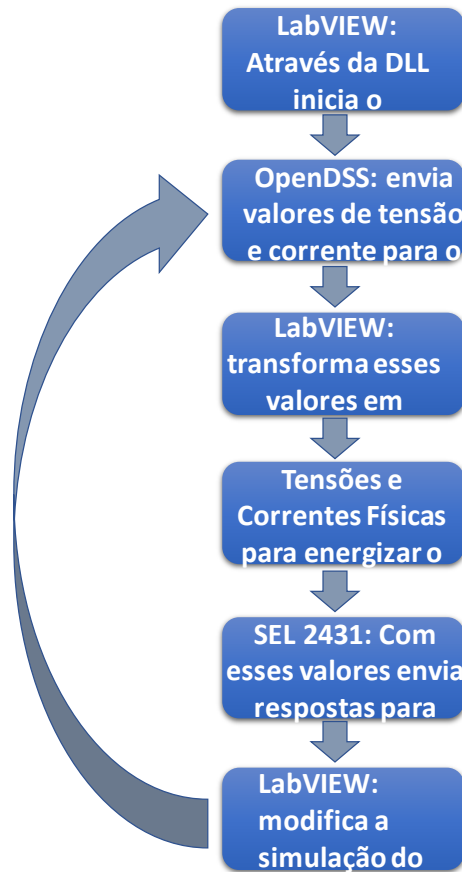 LabVIEW:
Através da DLL
inicia o
OpenDSS: envia
valores de tensão
e corrente para o
LabVIEW:
transforma esses
valores em
Tensões e
Correntes Físicas
para energizar o
SEL 2431: Com
esses valores envia
respostas para
LabVIEW:
modifica a
simulação do